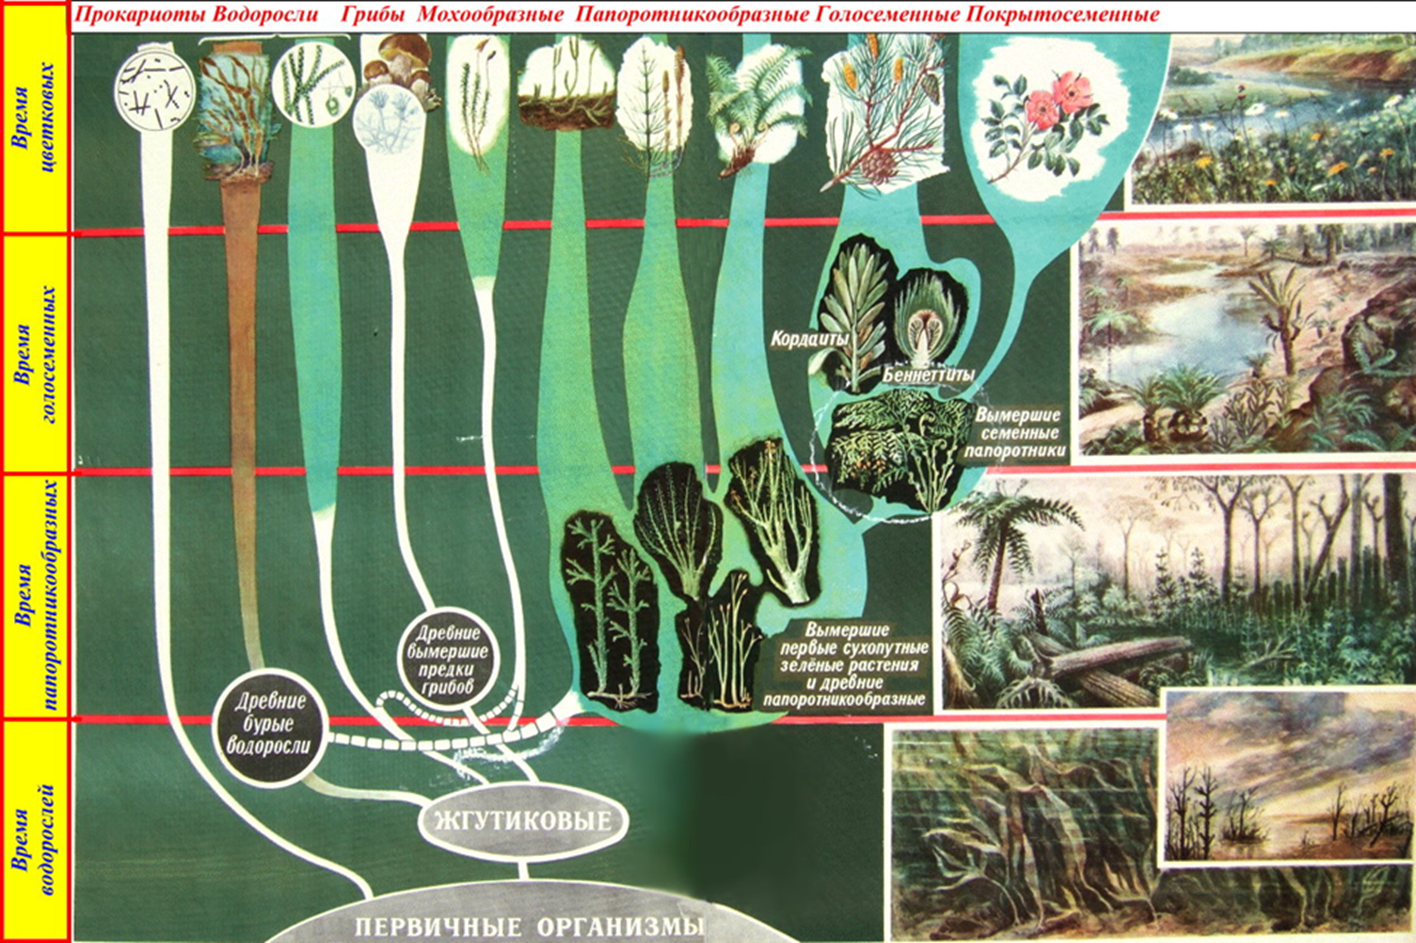 Прокариоты Водоросли Грибы Мохообразные Папоротникообразные Голосеменные Покрытосеменные
Время
цветковых
Время
голосеменных
Кордаиты
Беннеттиты
Вымершие
семенные
папоротники
Время
папоротникообразных
Древние
вымершие
предки
грибов
Вымершие
первые сухопутные
зелёные растения
и древние
папоротникообразные
Древние
бурые
водоросли
Время
водорослей
ЖГУТИКОВЫЕ
ПЕРВИЧНЫЕ ОРГАНИЗМЫ